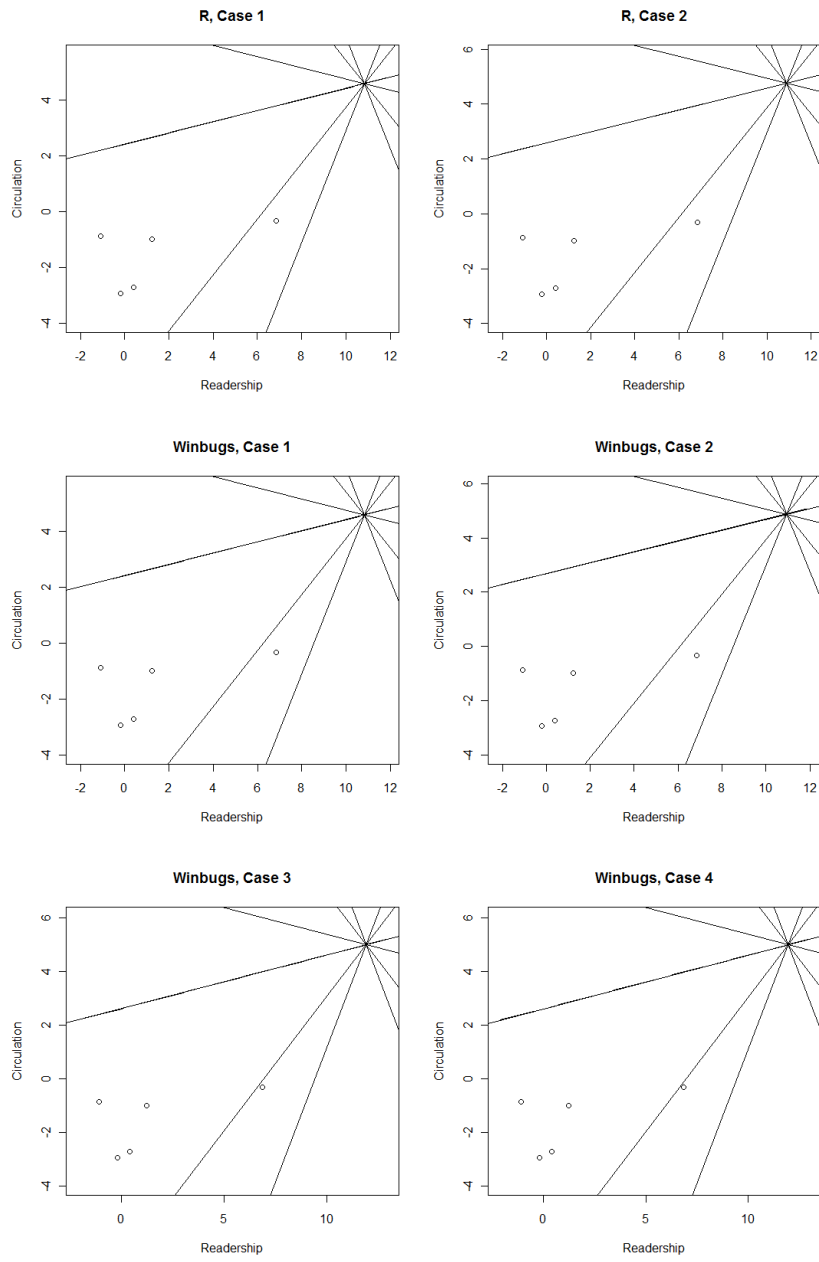 R, Case 1
R, Case 2
4
2
0
-2
-4
Circulation
-2 0 2 4 6 8 10 12
Readership
6
4
2
0
-2
-4
Circulation
-2 0 2 4 6 8 10 12
Readership
Winbugs, Case 1
Winbugs, Case 2
4
2
0
-2
-4
Circulation
-2 0 2 4 6 8 10 12
Readership
6
4
2
0
-2
-4
Circulation
-2 0 2 4 6 8 10 12
Readership
Winbugs, Case 3
Winbugs, Case 4
6
4
2
0
-2
-4
Circulation
0 5 10
Readership
6
4
2
0
-2
-4
Circulation
0 5 10
Readership